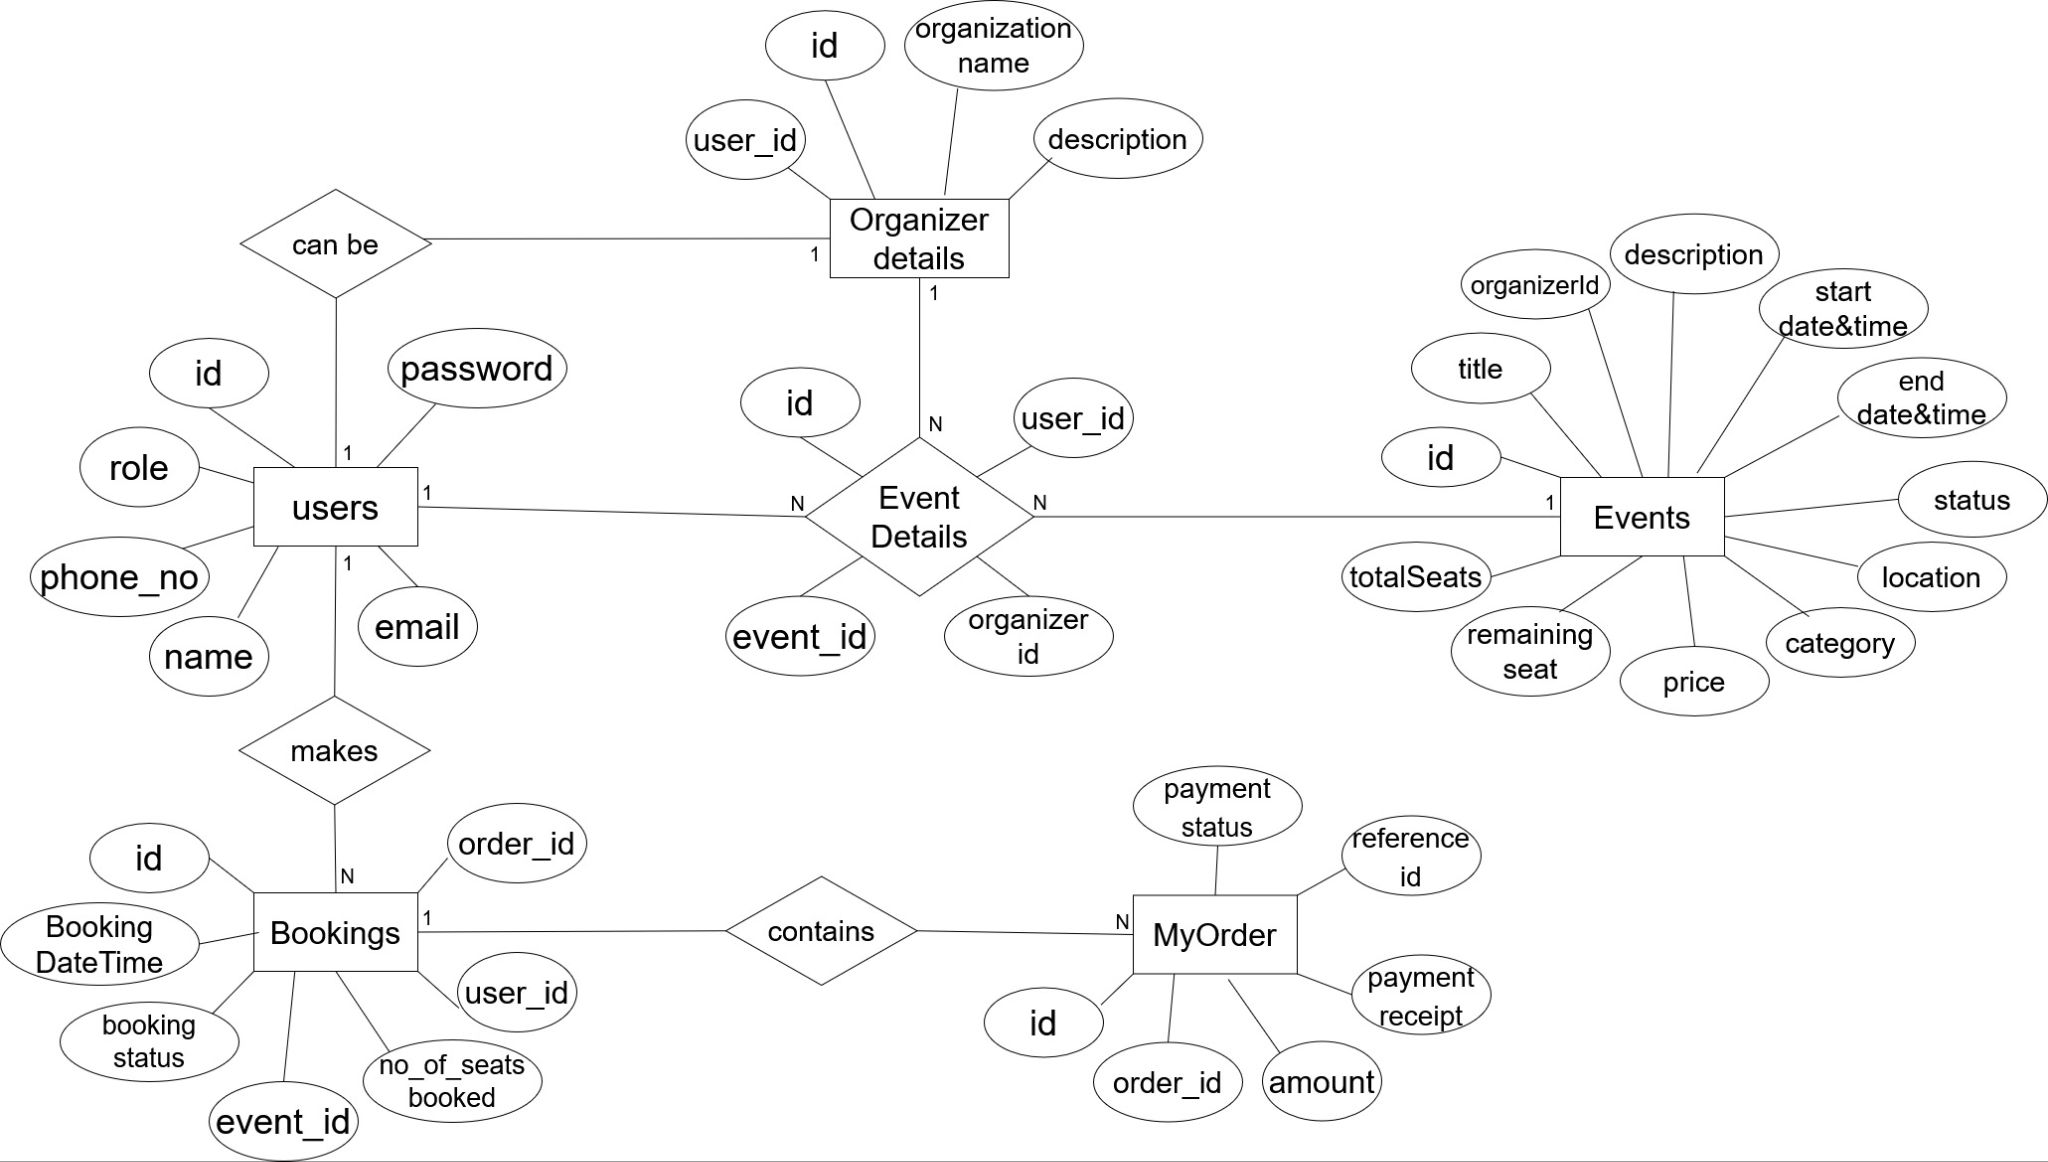 id
organization
name
user_id
description
Organizer
details
can be
1
1
description
organizerId
start
date&time
title
end
date&time
id
password
id
user_id
N
id
role
1
users
1
N
Event
Details
N
1
Events
status
phone_no
1
name
email
event_id
organizer
id
totalSeats
location
remaining
seat
category
price
makes
payment
status
reference
id
id
order_id
N
Booking
DateTime
Bookings
1
contains
N
MyOrder
user_id
payment
receipt
booking
status
id
no_of_seats
booked
order_id
amount
event_id